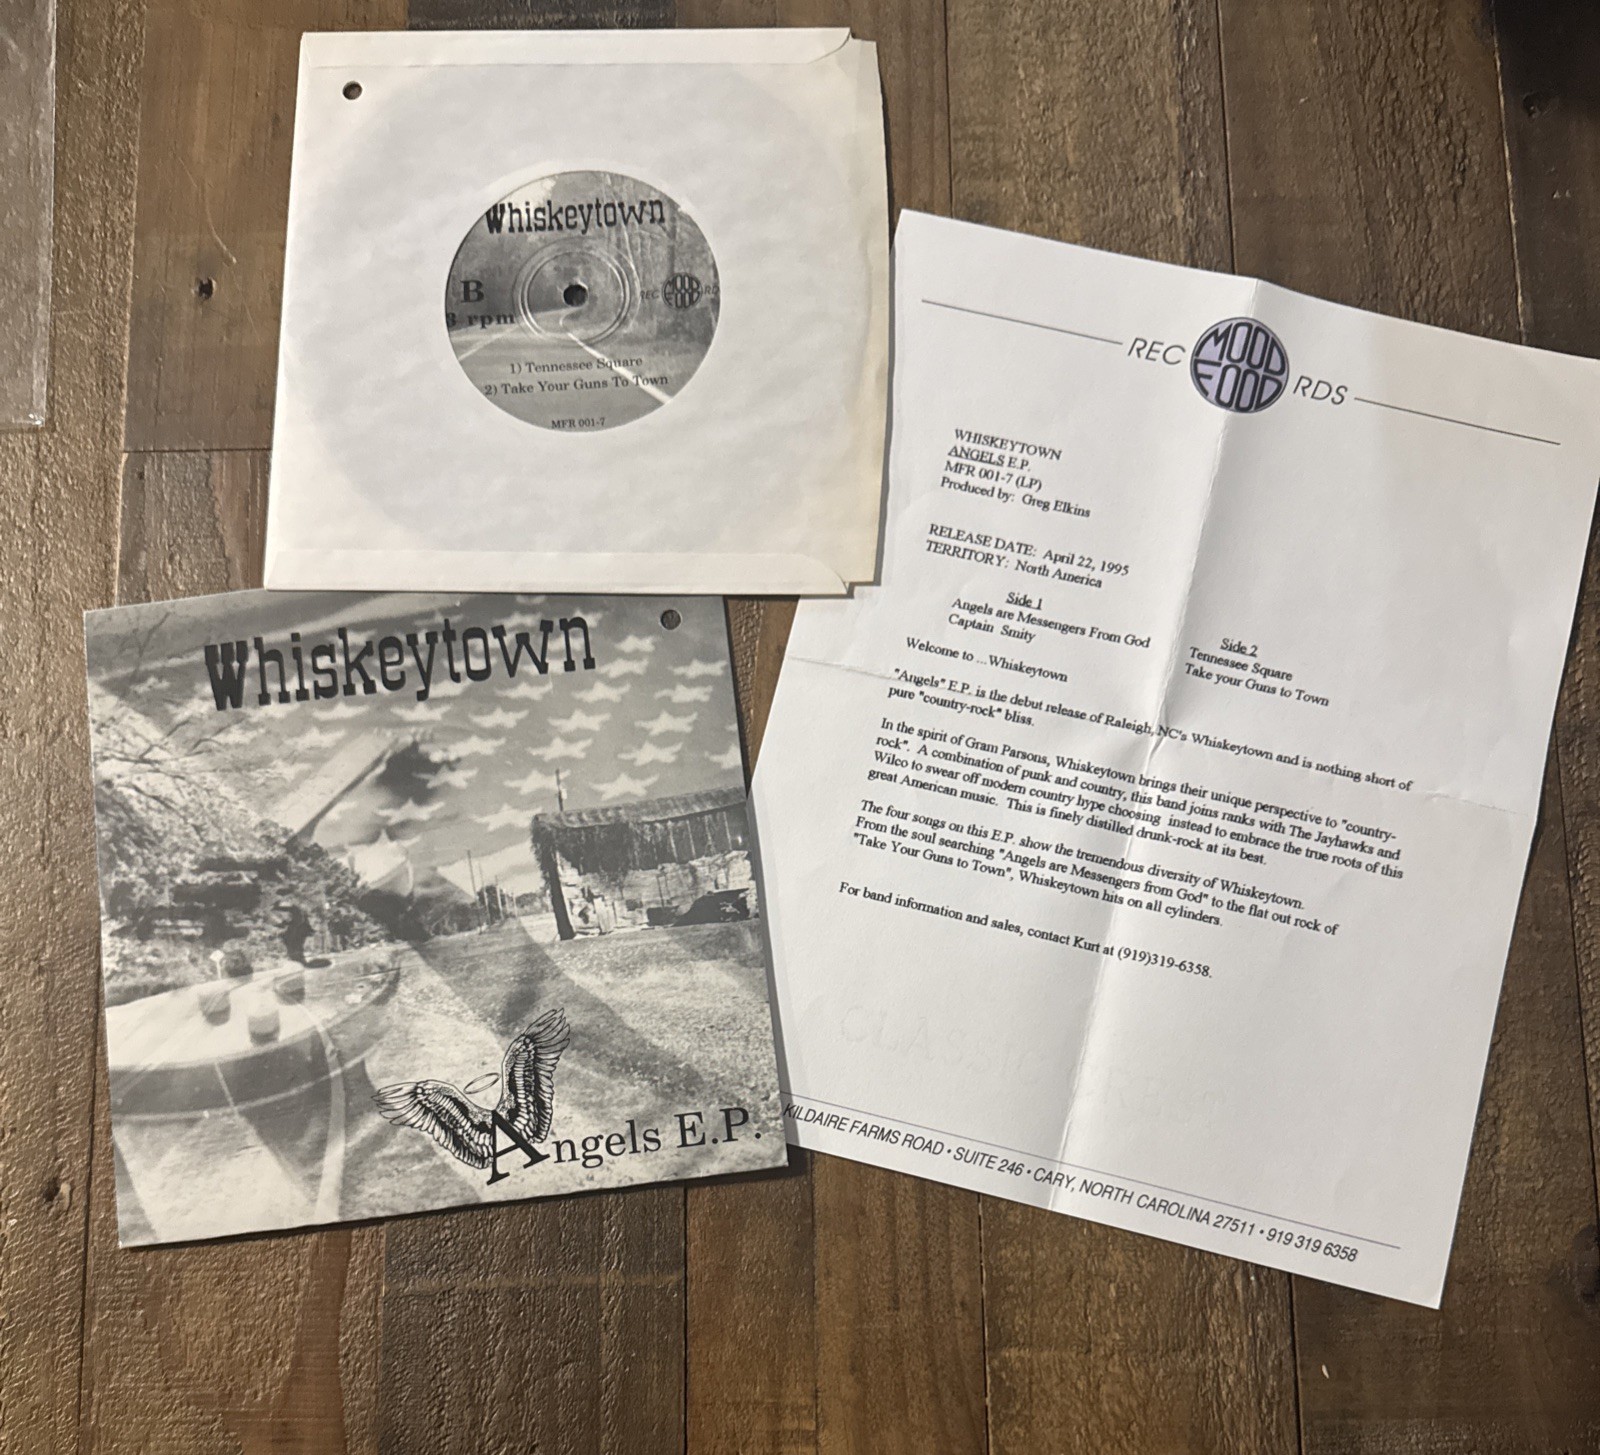 Whiskeytown
B
rpm
REC MOOD FOOD RD
1) Tennessee Square
2) Take Your Guns To Town
MFR 001-7
Whiskeytown
Angels E.P.
REC MOOD FOOD RDS
WHISKEYTOWN
ANGELS E.P.
MFR 001-7 (LP)
Produced by: Greg Elkins
RELEASE DATE: April 22, 1995
TERRITORY: North America
Side 1
Angels are Messengers From God
Captain Smity
Side 2
Tennessee Square
Take your Guns to Town
Welcome to ... Whiskeytown
"Angels" E.P. is the debut release of Raleigh, NC's Whiskeytown and is nothing short of
pure "country-rock" bliss.
In the spirit of Gram Parsons, Whiskeytown brings their unique perspective to "country-
rock". A combination of punk and country, this band joins ranks with The Jayhawks and
Wilco to swear off modern country hype choosing instead to embrace the true roots of this
great American music. This is finely distilled drunk-rock at its best.
The four songs on this E.P. show the tremendous diversity of Whiskeytown.
From the soul searching "Angels are Messengers from God" to the flat out rock of
"Take Your Guns to Town", Whiskeytown hits on all cylinders.
For band information and sales, contact Kurt at (919)319-6358.
KILDAIRE FARMS ROAD • SUITE 246 • CARY, NORTH CAROLINA 27511 • 919 319 6358